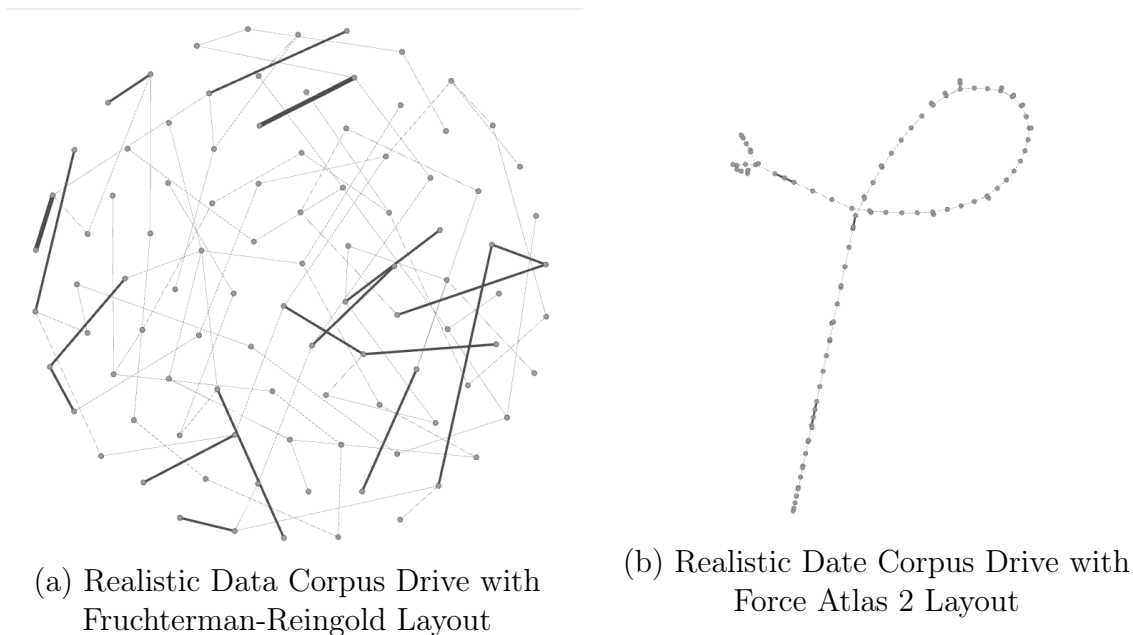 (a) Realistic Data Corpus Drive with
Fruchterman-Reingold Layout
(b) Realistic Date Corpus Drive with
Force Atlas 2 Layout